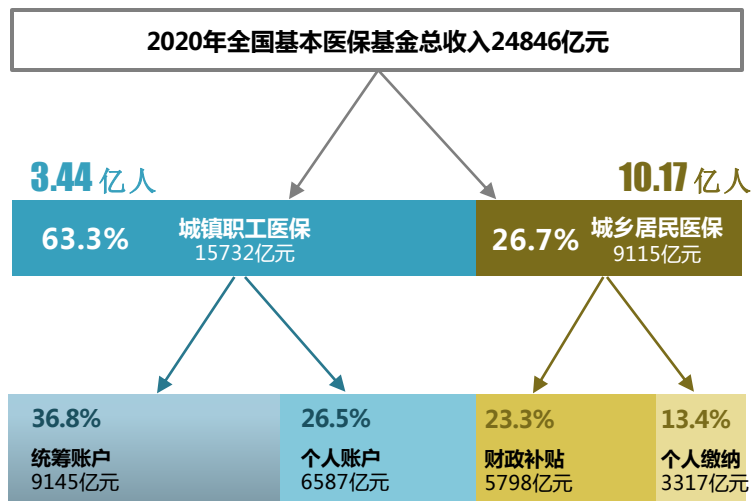 2020年全国基本医保基金总收入24846亿元
3.44 亿人
10.17 亿人
63.3%
城镇职工医保
15732亿元
26.7%
城乡居民医保
9115亿元
36.8%
统筹账户
9145亿元
26.5%
个人账户
6587亿元
23.3%
财政补贴
5798亿元
13.4%
个人缴纳
3317亿元